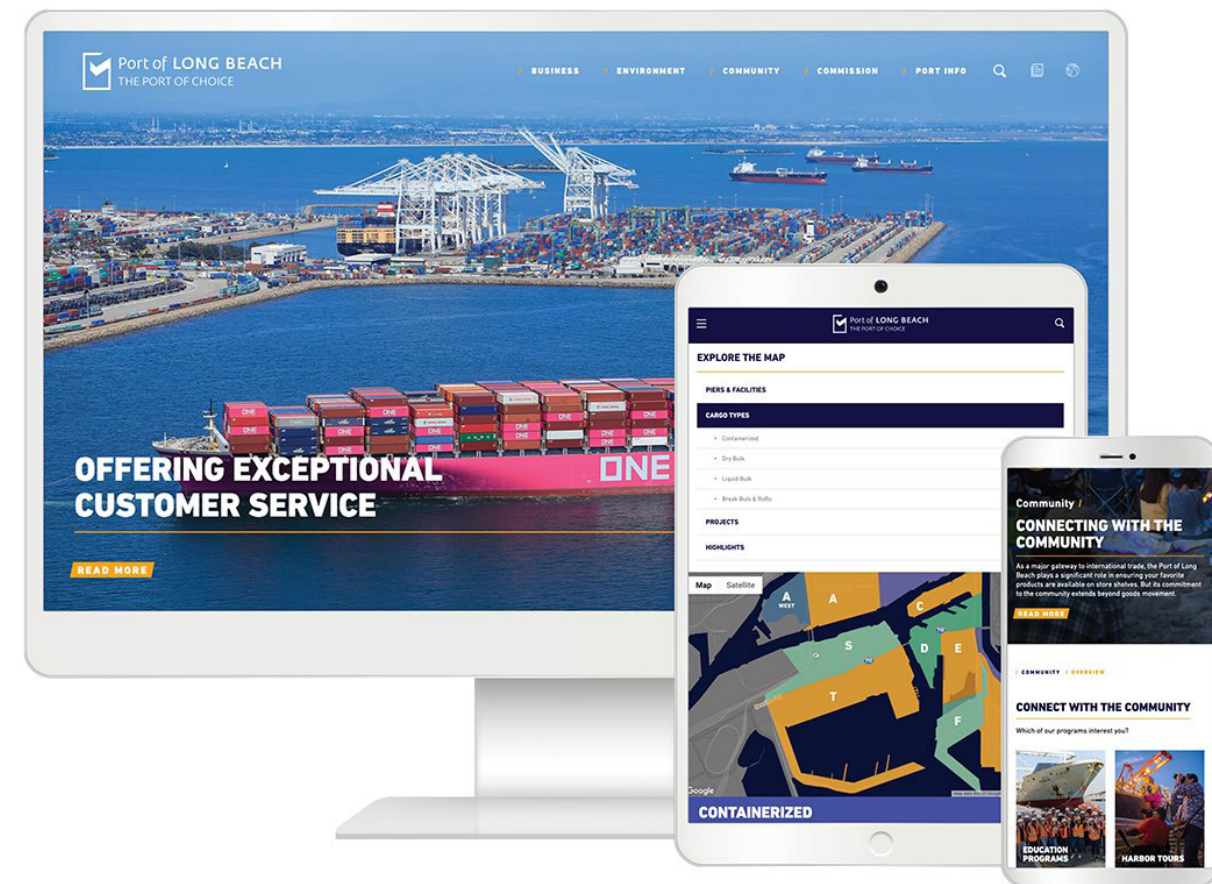 Port of LONG BEACH
THE PORT OF CHOICE
/ BUSINESS / ENVIRONMENT / COMMUNITY / COMMISSION / PORT INFO
ONE
OFFERING EXCEPTIONAL
CUSTOMER SERVICE
READ MORE
Port of LONG BEACH
THE PORT OF CHOICE
EXPLORE THE MAP
PIERS & FACILITIES
CARGO TYPES
• Containerized
• Dry Bulk
• Liquid Bulk
• Break Bulk & RoRo
PROJECTS
HIGHLIGHTS
Map Satellite
A
WEST
A
C
S
D
E
T
F
Google
CONTAINERIZED
Community /
CONNECTING WITH THE
COMMUNITY
As a major gateway to international trade, the Port of Long
Beach plays a significant role in ensuring your favorite
products are available on store shelves. But its commitment
to the community extends beyond goods movement.
READ MORE
/ COMMUNITY / OVERVIEW
CONNECT WITH THE COMMUNITY
Which of our programs interest you?
EDUCATION
PROGRAMS
HARBOR TOURS